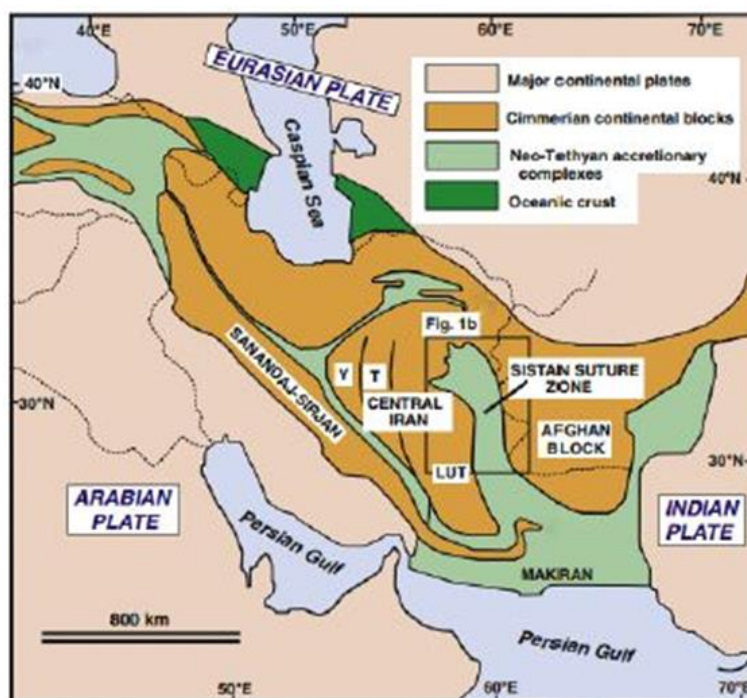 40°E
50°E
60°E
70°E
EURASIAN PLATE
40°N
Caspian Sea
Major continental plates
Cimmerian continental blocks
Neo-Tethyan accretionary
complexes
Oceanic crust
40°N
Fig. 1b
SANANDAJ-SIRJAN
Y
T
SISTAN SUTURE
ZONE
CENTRAL
IRAN
30°N
AFGHAN
BLOCK
30°N
LUT
ARABIAN
PLATE
INDIAN
PLATE
Persian Gulf
MAKIRAN
800 km
Persian Gulf
50°E
60°E
70°E